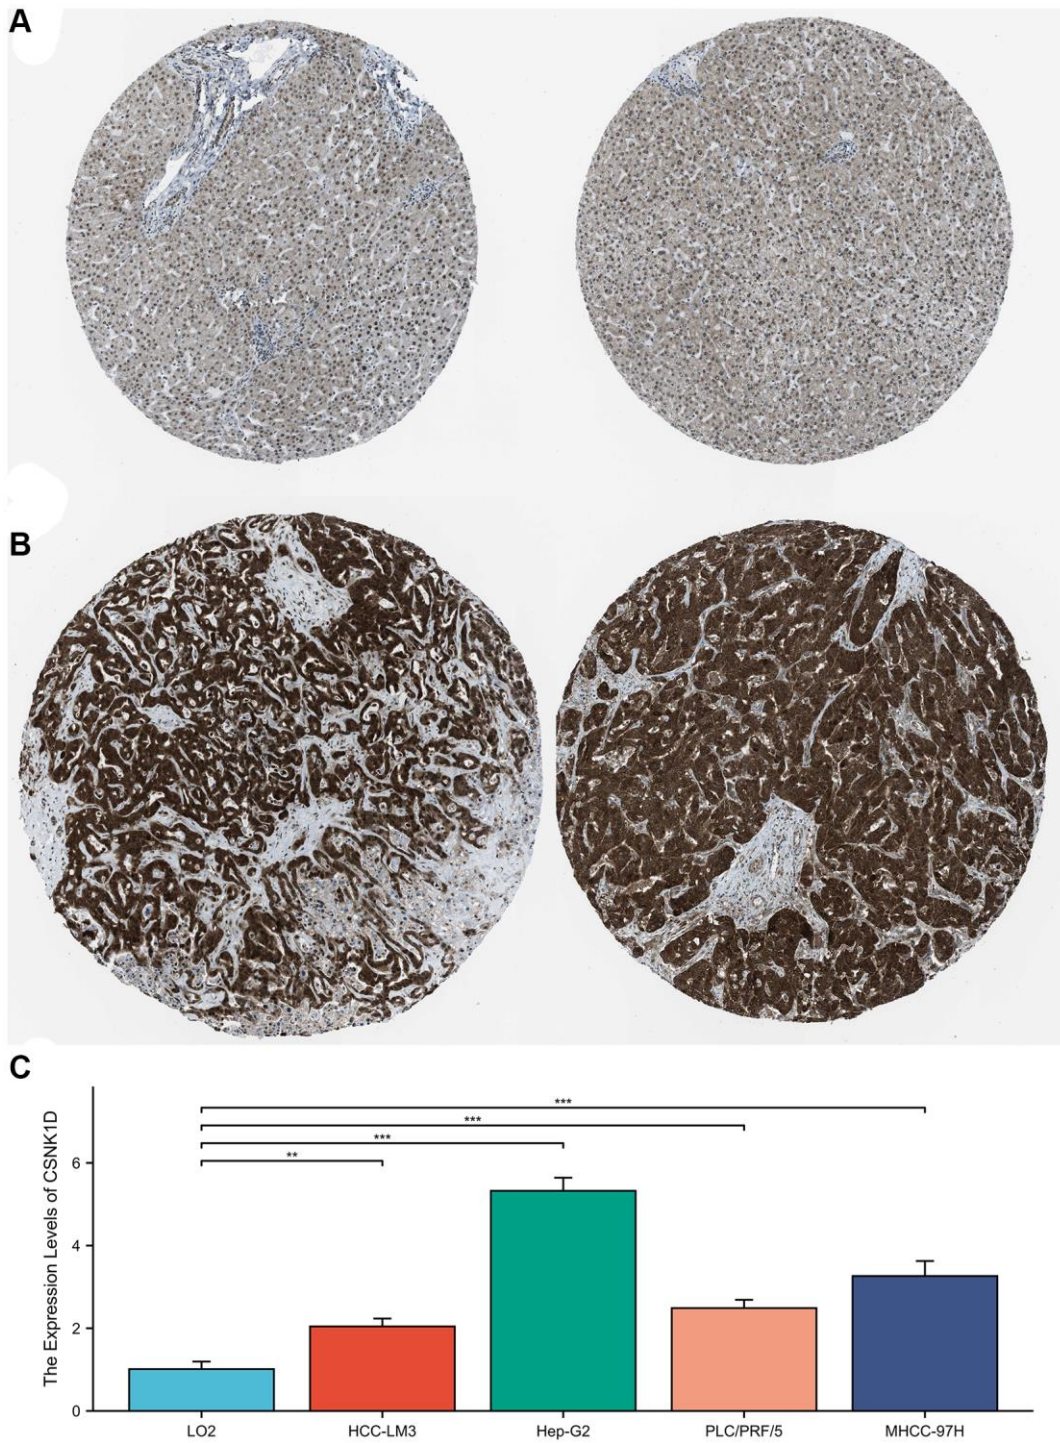 A
B
C
The Expression Levels of CSNK1D
***
***
***
**
6
4
2
0
LO2
HCC-LM3
Hep-G2
PLC/PRF/5
MHCC-97H